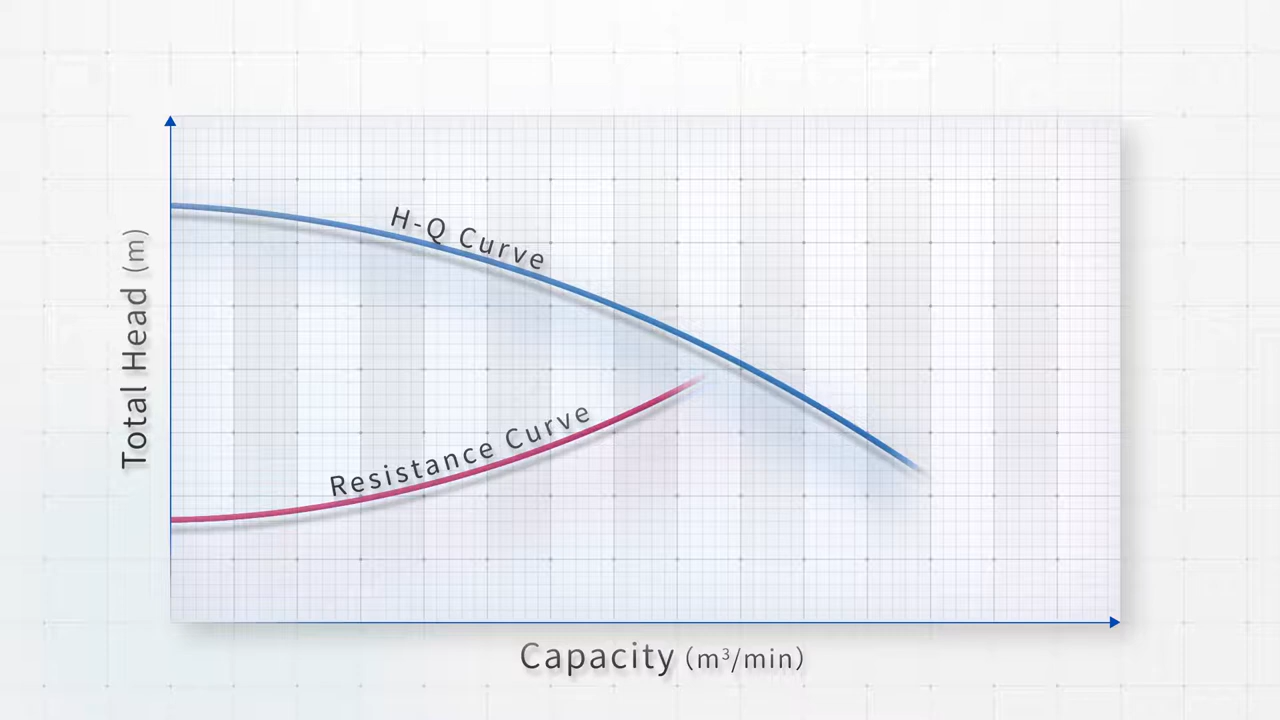 H-Q Curve
Total Head (m)
Resistance Curve
Capacity (m³/min)